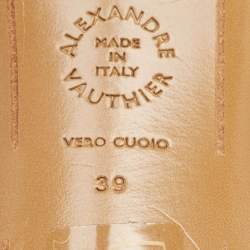 ALEXANDRE
MADE
IN
ITALY
VAUTHIER
VERO CUOIO
39